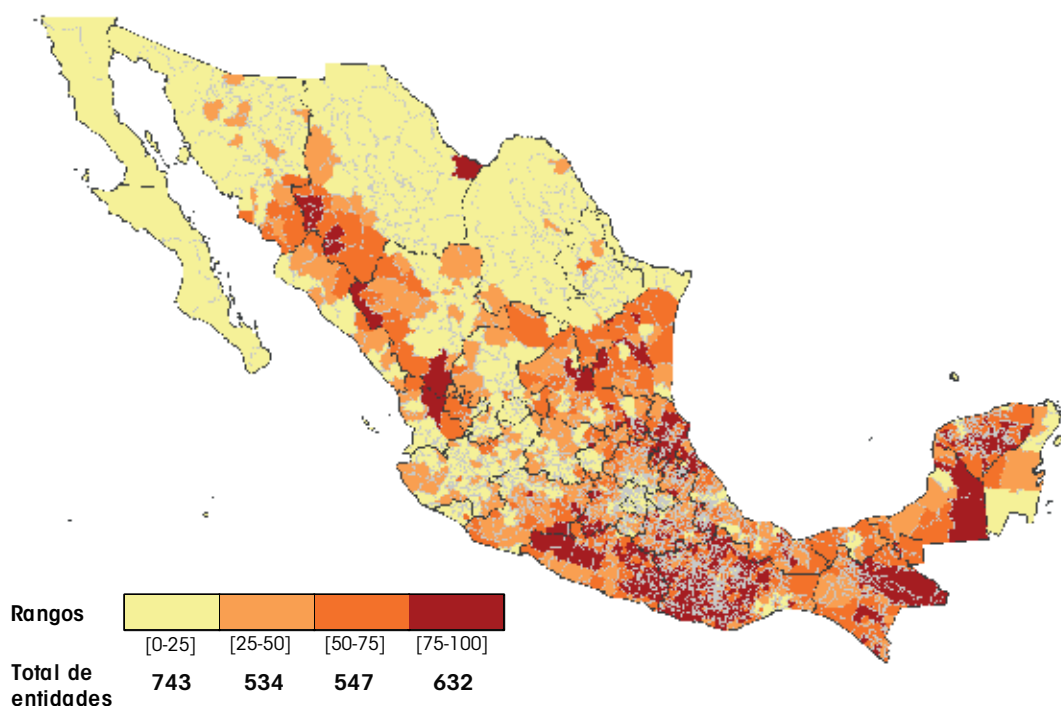 Rangos
[0-25] [25-50] [50-75] [75-100]
Total de
entidades
743 534 547 632